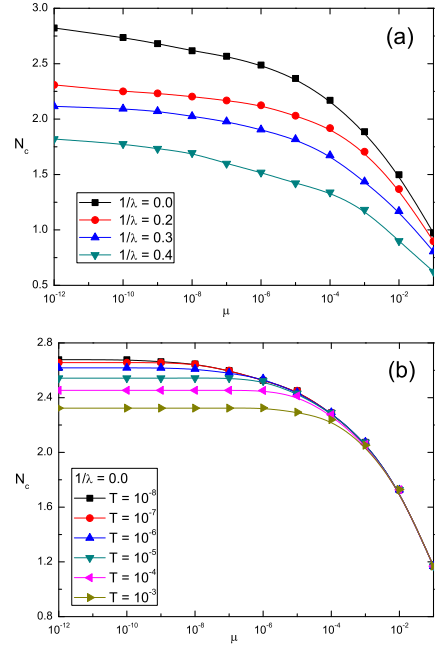 3.0
(a)
2.5
2.0
N_c
1.5
1.0
0.5
1/λ = 0.0
1/λ = 0.2
1/λ = 0.3
1/λ = 0.4
10⁻¹² 10⁻¹⁰ 10⁻⁸ 10⁻⁶ 10⁻⁴ 10⁻²
μ
2.8
(b)
2.4
2.0
N_c
1.6
1.2
0.8
1/λ = 0.0
T = 10⁻⁸
T = 10⁻⁷
T = 10⁻⁶
T = 10⁻⁵
T = 10⁻⁴
T = 10⁻³
10⁻¹² 10⁻¹⁰ 10⁻⁸ 10⁻⁶ 10⁻⁴ 10⁻²
μ